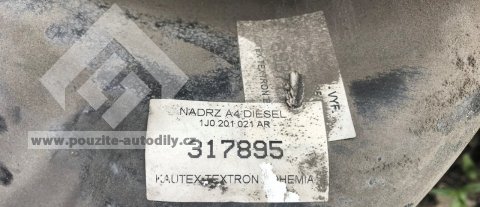 NADRZ A4 DIESEL
1J0 201 021 AR
317895
KAUTEX TEXTRON BOHEMIA
www.pouzite-autodily.cz